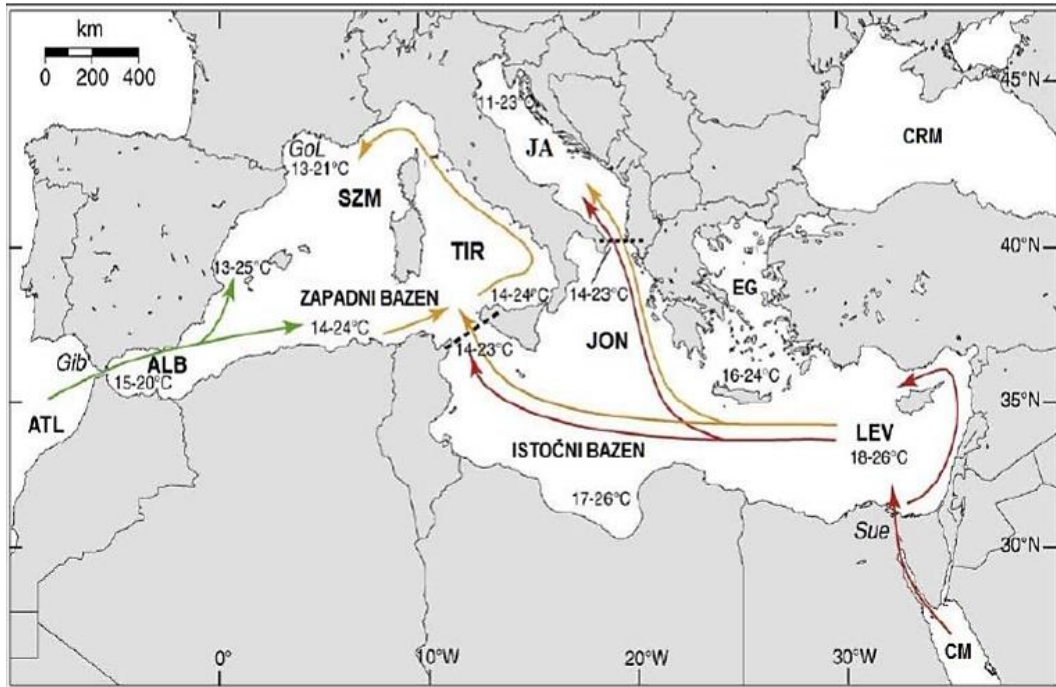 km
0 200 400
45°N
11-23°C
CRM
GoL
13-21°C
JA
SZM
40°N
TIR
13-25°C
EG
ZAPADNI BAZEN
14-24°C
14-23°C
14-24°C
Gib
ALB
14-23°C
JON
15-20°C
16-24°C
35°N
ATL
LEV
ISTOČNI BAZEN
18-26°C
17-26°C
Sue
30°N
CM
0°
10°W
20°W
30°W